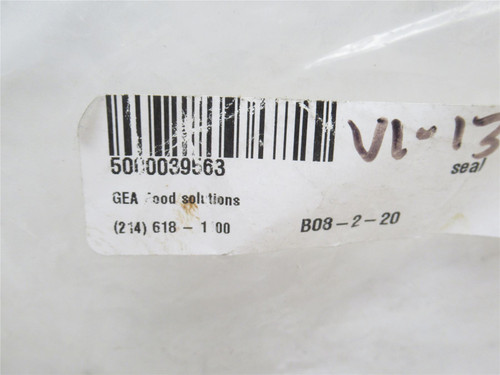 VL-13
5000039563
seal
GEA food solutions
(214) 618 - 1 00
B08-2-20